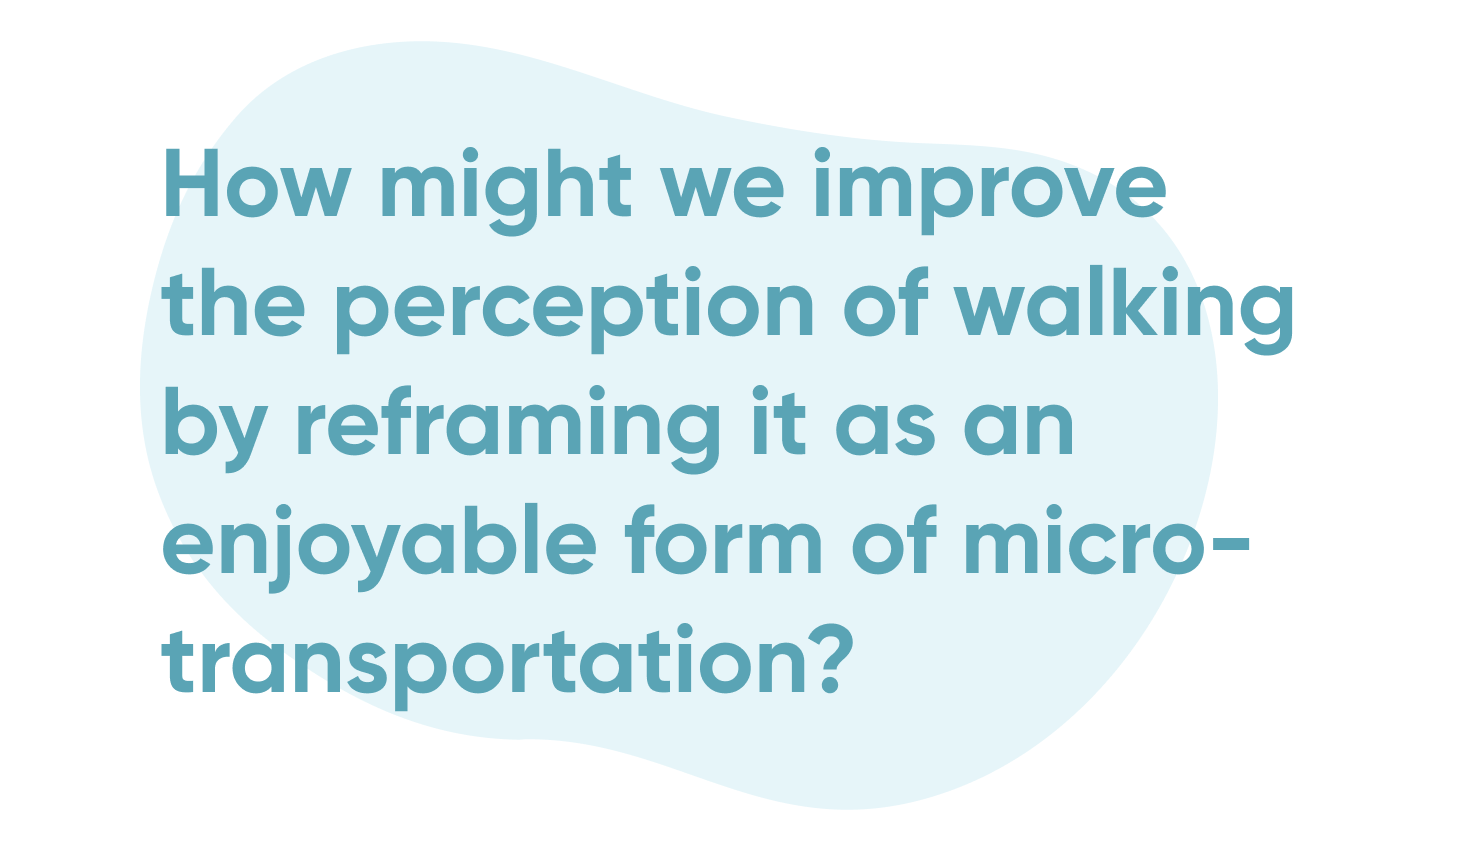 How might we improve
the perception of walking
by reframing it as an
enjoyable form of micro-
transportation?